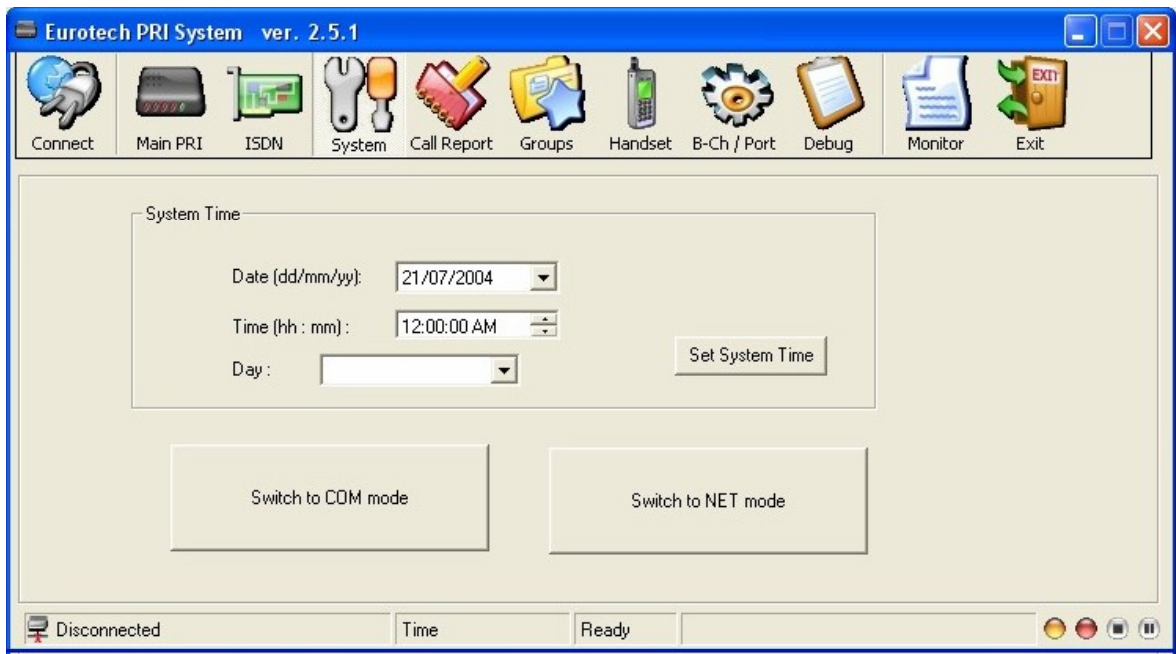 Eurotech PRI System ver. 2.5.1
EXIT
Connect Main PRI ISDN System Call Report Groups Handset B-Ch / Port Debug Monitor Exit
System Time
Date (dd/mm/yy): 21/07/2004
Time (hh : mm) : 12:00:00 AM
Set System Time
Day :
Switch to COM mode Switch to NET mode
Disconnected Time Ready